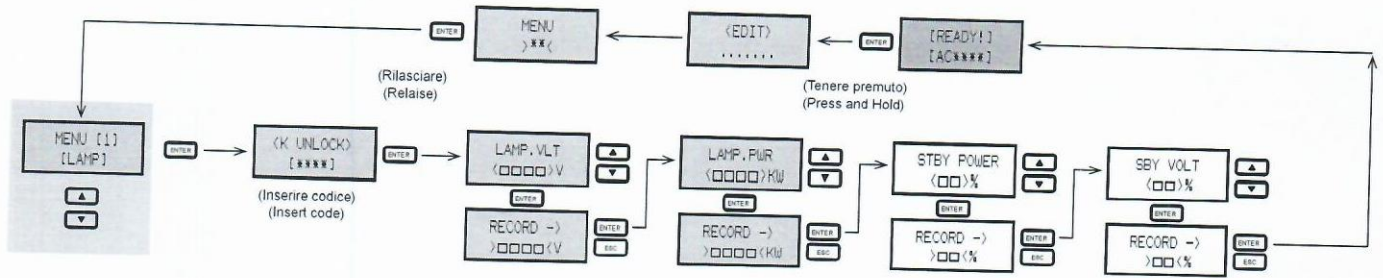 ENTER
MENU
>**<
<EDIT>
.......
ENTER
[READY!]
[AC****]
(Rilasciare)
(Relaise)
(Tenere premuto)
(Press and Hold)
MENU [1]
[LAMP]
ENTER
<K UNLOCK>
[****]
(Inserire codice)
(Insert code)
ENTER
LAMP.VLT
<□□□□>V
ENTER
RECORD ->
>□□□□<V
ENTER
ESC
LAMP.PWR
<□□□□>KW
ENTER
RECORD ->
>□□□□<KW
ENTER
ESC
STBY POWER
<□□>%
ENTER
RECORD ->
>□□<%
ENTER
ESC
SBY VOLT
<□□>%
ENTER
RECORD ->
>□□<%
ENTER
ESC